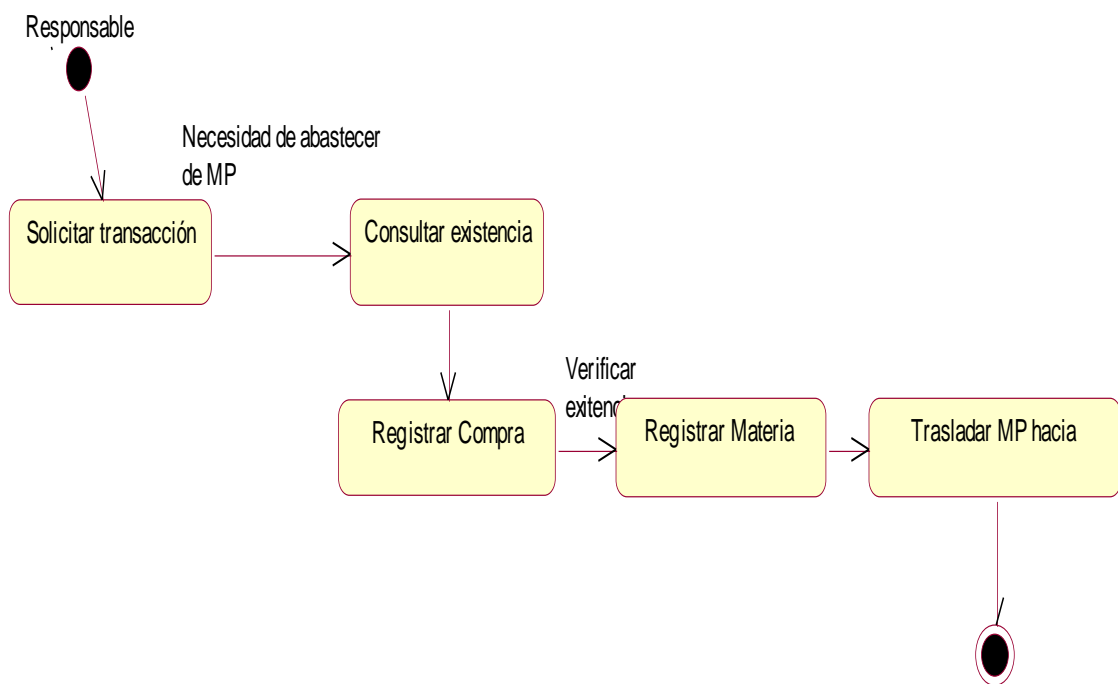 Responsable
Necesidad de abastecer
de MP
Solicitar transacción
Consultar existencia
Verificar
Registrar Compra
Registrar Materia
Trasladar MP hacia